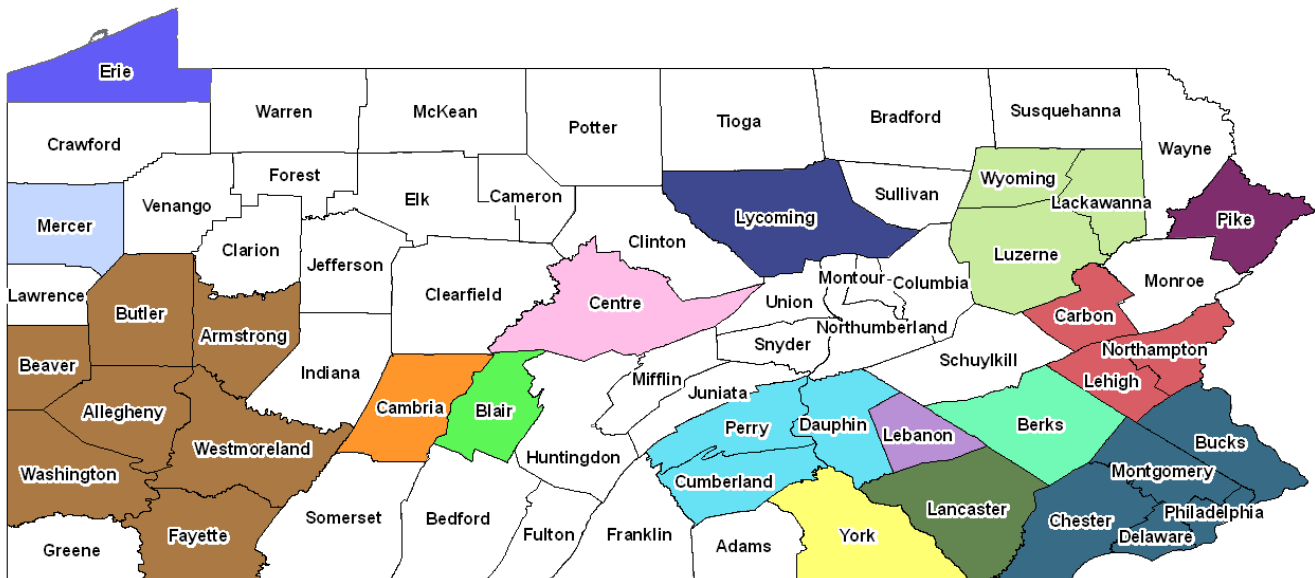 Erie
Warren
McKean
Potter
Tioga
Bradford
Susquehanna
Wayne
Crawford
Forest
Elk
Cameron
Sullivan
Wyoming
Lackawanna
Mercer
Venango
Clarion
Jefferson
Clinton
Lycoming
Luzerne
Pike
Lawrence
Butler
Armstrong
Clearfield
Centre
Union
Montour
Columbia
Northumberland
Monroe
Carbon
Beaver
Indiana
Snyder
Schuylkill
Northampton
Lehigh
Allegheny
Cambria
Blair
Mifflin
Juniata
Perry
Dauphin
Lebanon
Berks
Bucks
Washington
Westmoreland
Huntingdon
Cumberland
Montgomery
Greene
Fayette
Somerset
Bedford
Fulton
Franklin
Adams
York
Lancaster
Chester
Philadelphia
Delaware